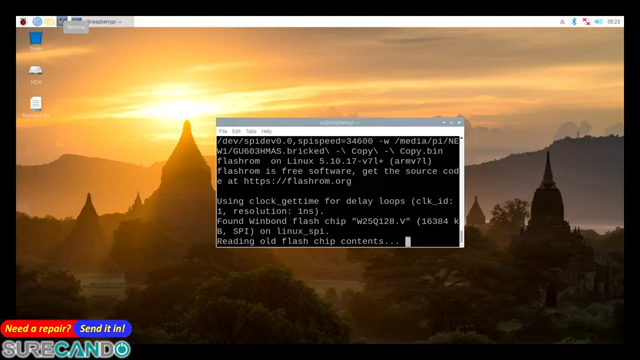 pi@raspberrypi: ~
05:23
Trash
NEW
pi@raspberrypi: ~
File Edit Tabs Help
/dev/spidev0.0,spispeed=34600 -w /media/pi/NE
W1/GU603HMAS.bricked\ -\ Copy\ -\ Copy.bin
flashrom  on Linux 5.10.17-v7l+ (armv7l)
flashrom is free software, get the source cod
e at https://flashrom.org
Using clock_gettime for delay loops (clk_id:
1, resolution: 1ns).
Found Winbond flash chip "W25Q128.V" (16384 k
B, SPI) on linux_spi.
Reading old flash chip contents...
Need a repair? Send it in!
SURECANDO